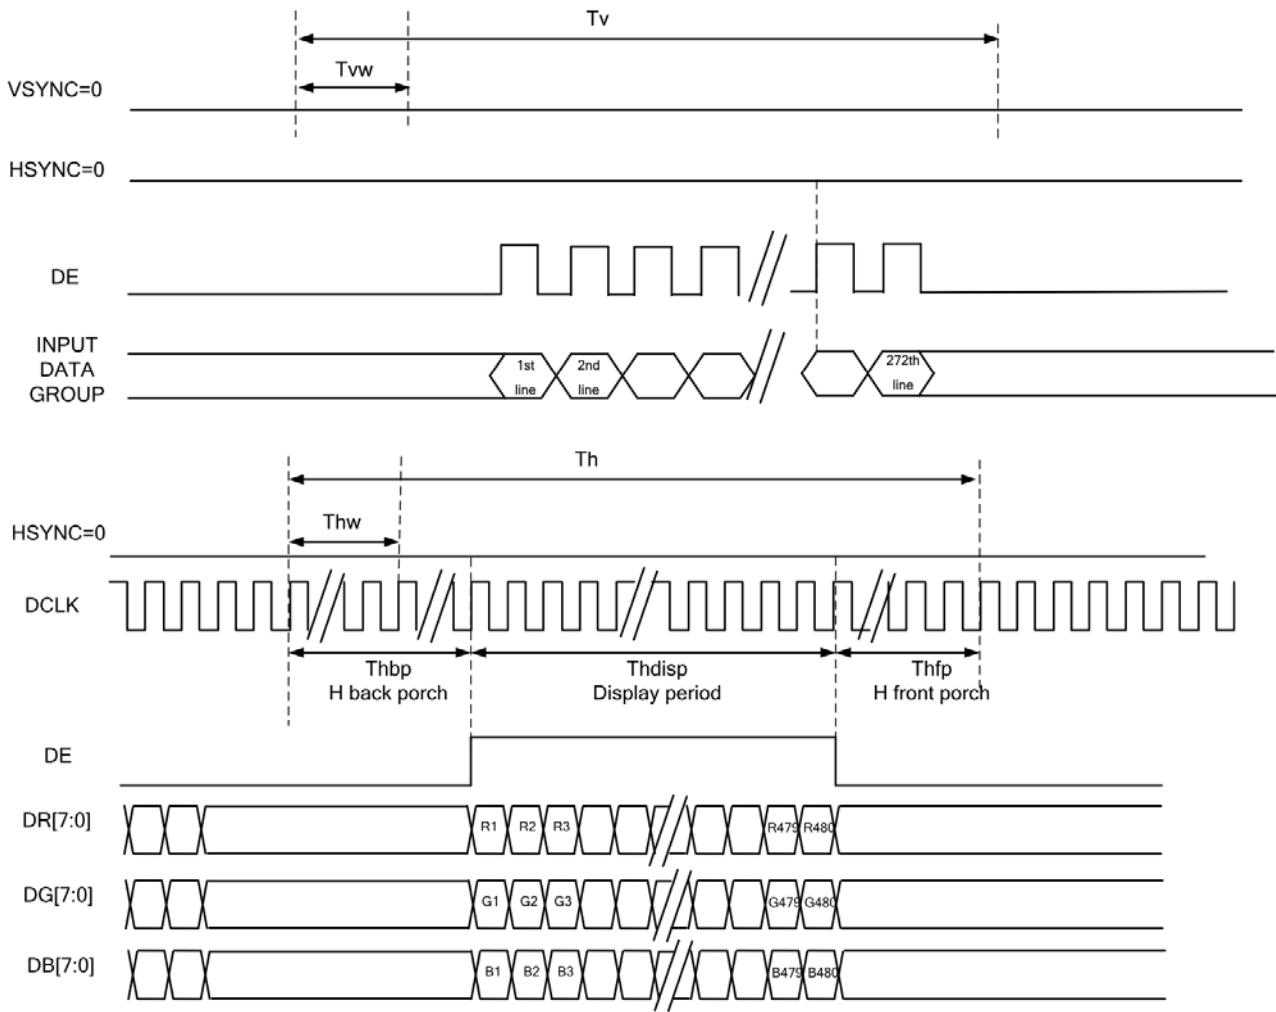 Tv
Tvw
VSYNC=0
HSYNC=0
DE
INPUT
DATA
GROUP
1st
line
2nd
line
272th
line
Th
Thw
HSYNC=0
DCLK
Thbp
H back porch
Thdisp
Display period
Thfp
H front porch
DE
DR[7:0]
R1 R2 R3 R479 R480
DG[7:0]
G1 G2 G3 G479 G480
DB[7:0]
B1 B2 B3 B479 B480